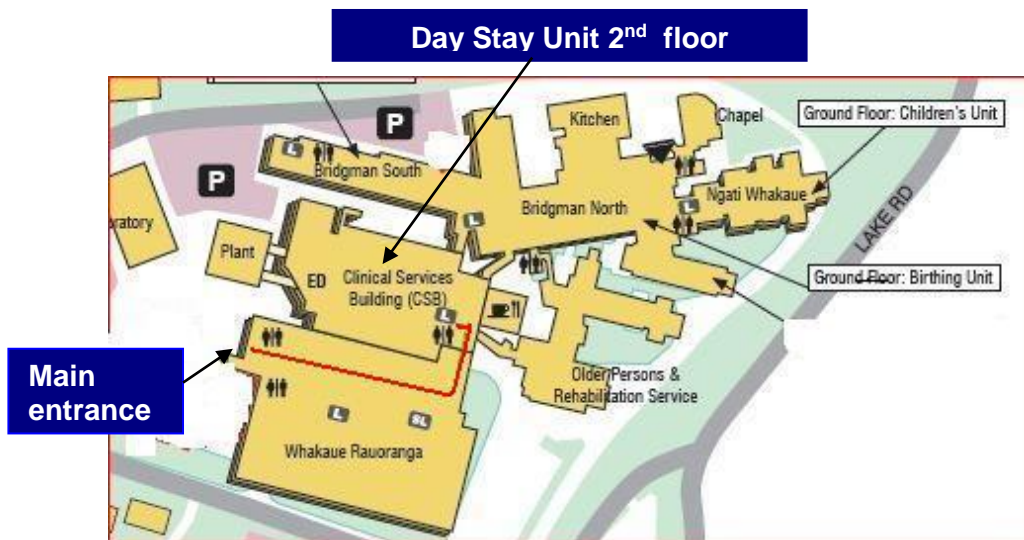 Day Stay Unit 2nd floor
P
Kitchen
Chapel
Ground Floor: Children's Unit
L
Bridgman South
P
Ngati Whakaue
L
Bridgman North
L
LAKE RD
Plant
ED
Clinical Services
Building (CSB)
Ground Floor: Birthing Unit
L
Main
entrance
Older Persons &
Rehabilitation Service
L
SL
Whakaue Rauoranga